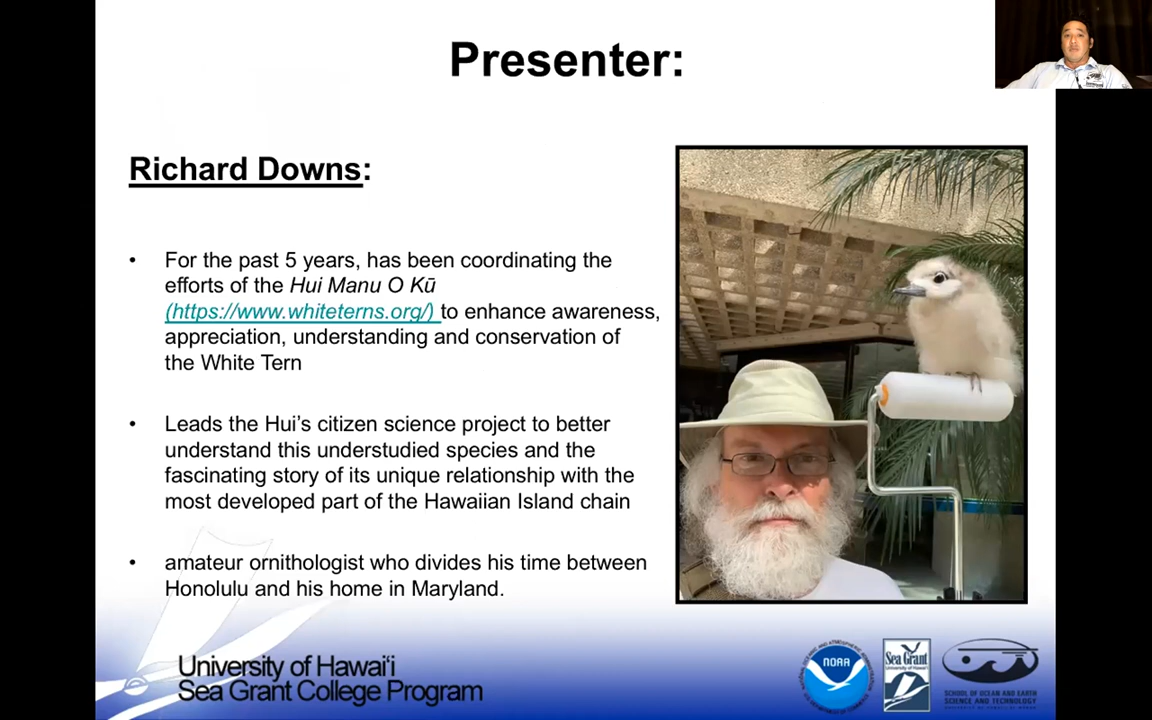 Presenter:
Richard Downs:
• For the past 5 years, has been coordinating the
efforts of the Hui Manu O Kū
(https://www.whiteterns.org/) to enhance awareness,
appreciation, understanding and conservation of
the White Tern
• Leads the Hui’s citizen science project to better
understand this understudied species and the
fascinating story of its unique relationship with the
most developed part of the Hawaiian Island chain
• amateur ornithologist who divides his time between
Honolulu and his home in Maryland.
University of Hawai‘i
Sea Grant College Program
NOAA
Sea Grant
University of Hawai‘i
SCHOOL OF OCEAN AND EARTH
SCIENCE AND TECHNOLOGY